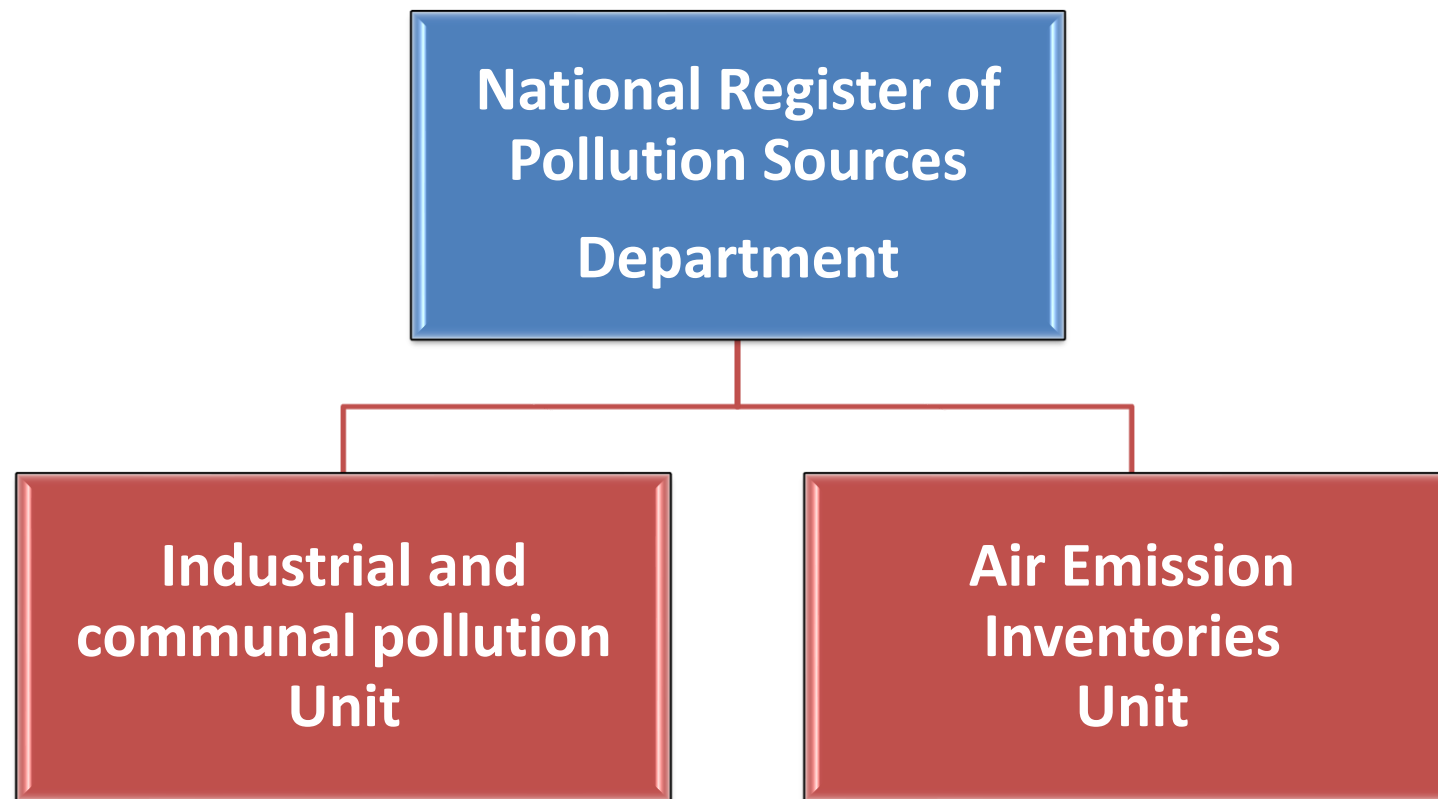 National Register of
Pollution Sources
Department
Industrial and
communal pollution
Unit
Air Emission
Inventories
Unit